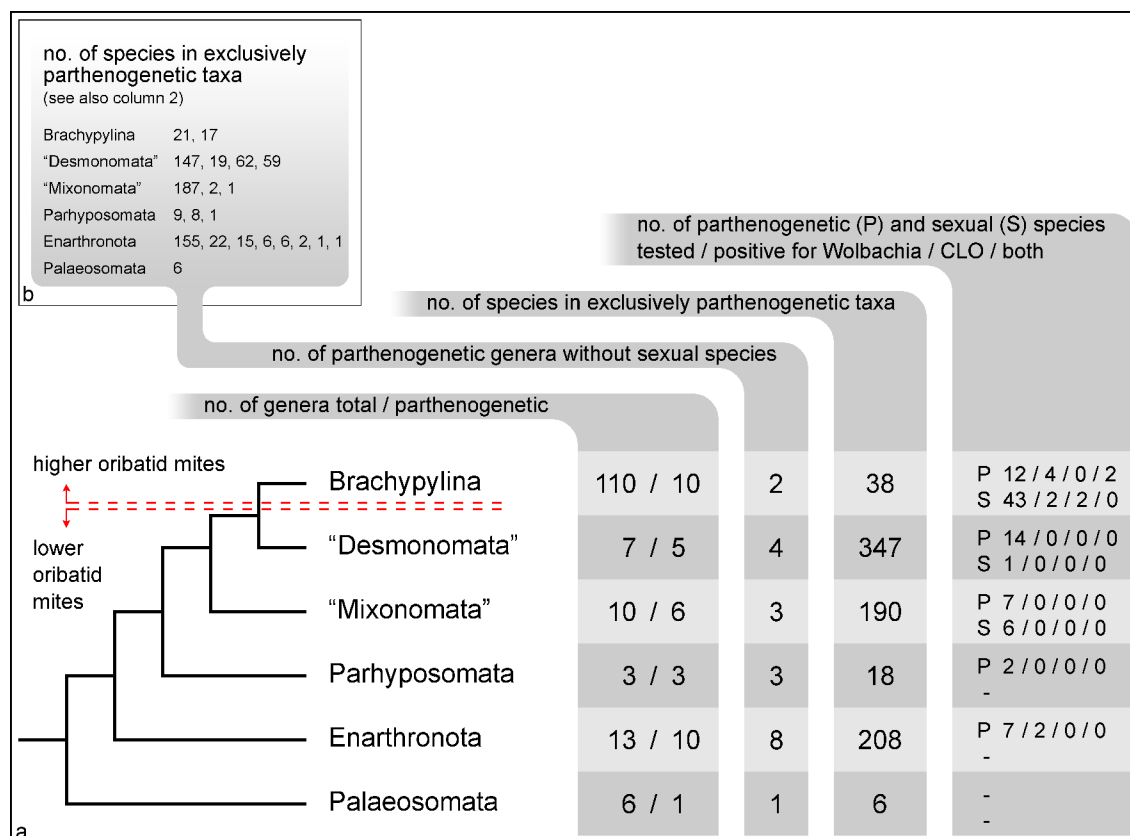 no. of species in exclusively
parthenogenetic taxa
(see also column 2)
Brachypylina 21, 17
“Desmonomata” 147, 19, 62, 59
“Mixonomata” 187, 2, 1
Parhyposomata 9, 8, 1
Enarthronota 155, 22, 15, 6, 6, 2, 1, 1
Palaeosomata 6
b
no. of parthenogenetic (P) and sexual (S) species
tested / positive for Wolbachia / CLO / both
no. of species in exclusively parthenogenetic taxa
no. of parthenogenetic genera without sexual species
no. of genera total / parthenogenetic
higher oribatid mites
lower
oribatid
mites
Brachypylina 110 / 10 2 38 P 12 / 4 / 0 / 2
S 43 / 2 / 2 / 0
“Desmonomata” 7 / 5 4 347 P 14 / 0 / 0 / 0
S 1 / 0 / 0 / 0
“Mixonomata” 10 / 6 3 190 P 7 / 0 / 0 / 0
S 6 / 0 / 0 / 0
Parhyposomata 3 / 3 3 18 P 2 / 0 / 0 / 0
-
Enarthronota 13 / 10 8 208 P 7 / 2 / 0 / 0
-
Palaeosomata 6 / 1 1 6 -
-
a